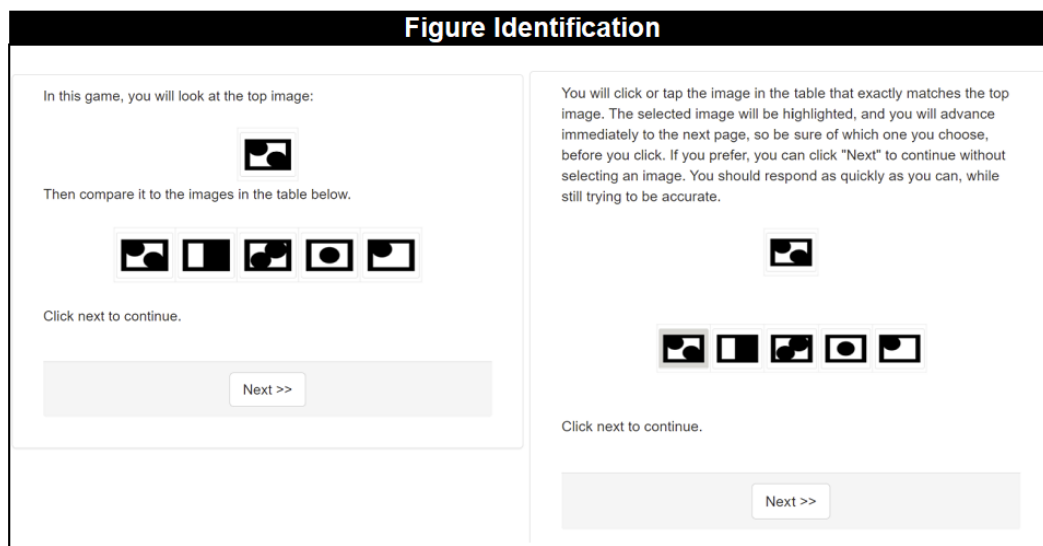 Figure Identification
In this game, you will look at the top image:
Then compare it to the images in the table below.
Click next to continue.
Next >>
You will click or tap the image in the table that exactly matches the top
image. The selected image will be highlighted, and you will advance
immediately to the next page, so be sure of which one you choose,
before you click. If you prefer, you can click "Next" to continue without
selecting an image. You should respond as quickly as you can, while
still trying to be accurate.
Click next to continue.
Next >>